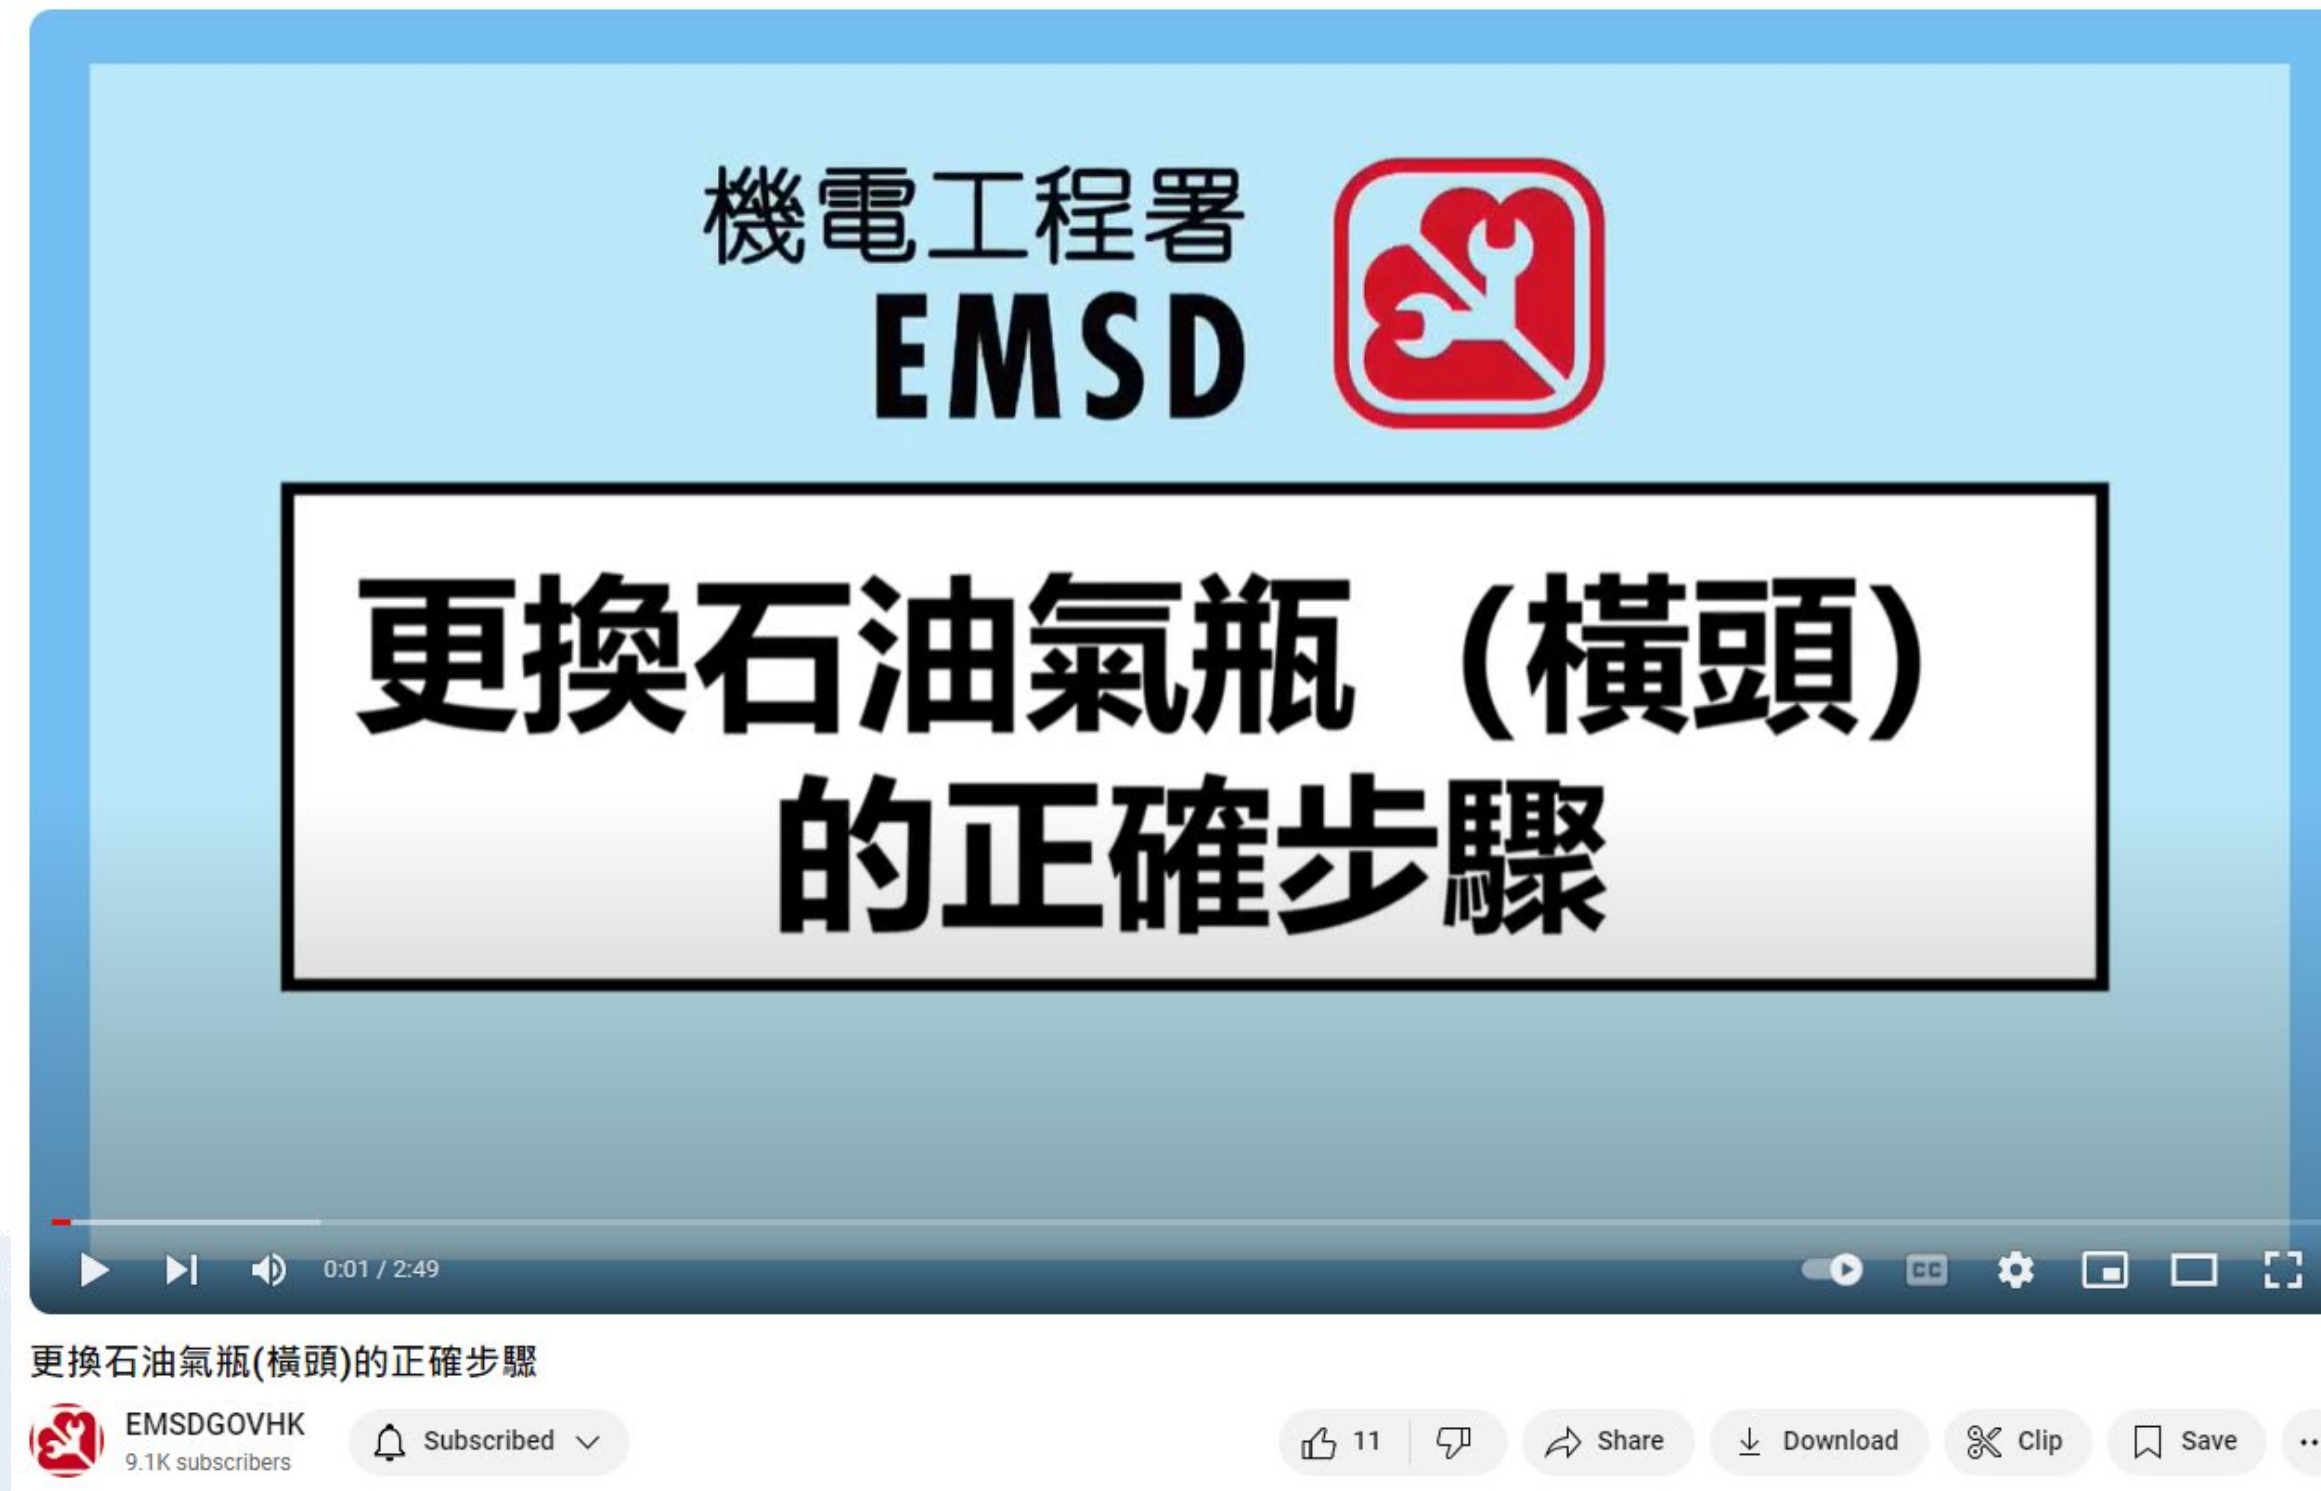 機電工程署
EMSD
更換石油氣瓶 (橫頭)
的正確步驟
0:01 / 2:49
CC
更換石油氣瓶(橫頭)的正確步驟
EMSDGOVHK
9.1K subscribers
Subscribed
11
Share
Download
Clip
Save